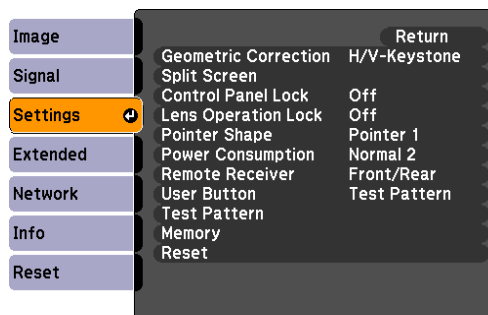 Image
Signal
Settings
Extended
Network
Info
Reset
Return
Geometric Correction H/V-Keystone
Split Screen
Control Panel Lock Off
Lens Operation Lock Off
Pointer Shape Pointer 1
Power Consumption Normal 2
Remote Receiver Front/Rear
User Button Test Pattern
Test Pattern
Memory
Reset